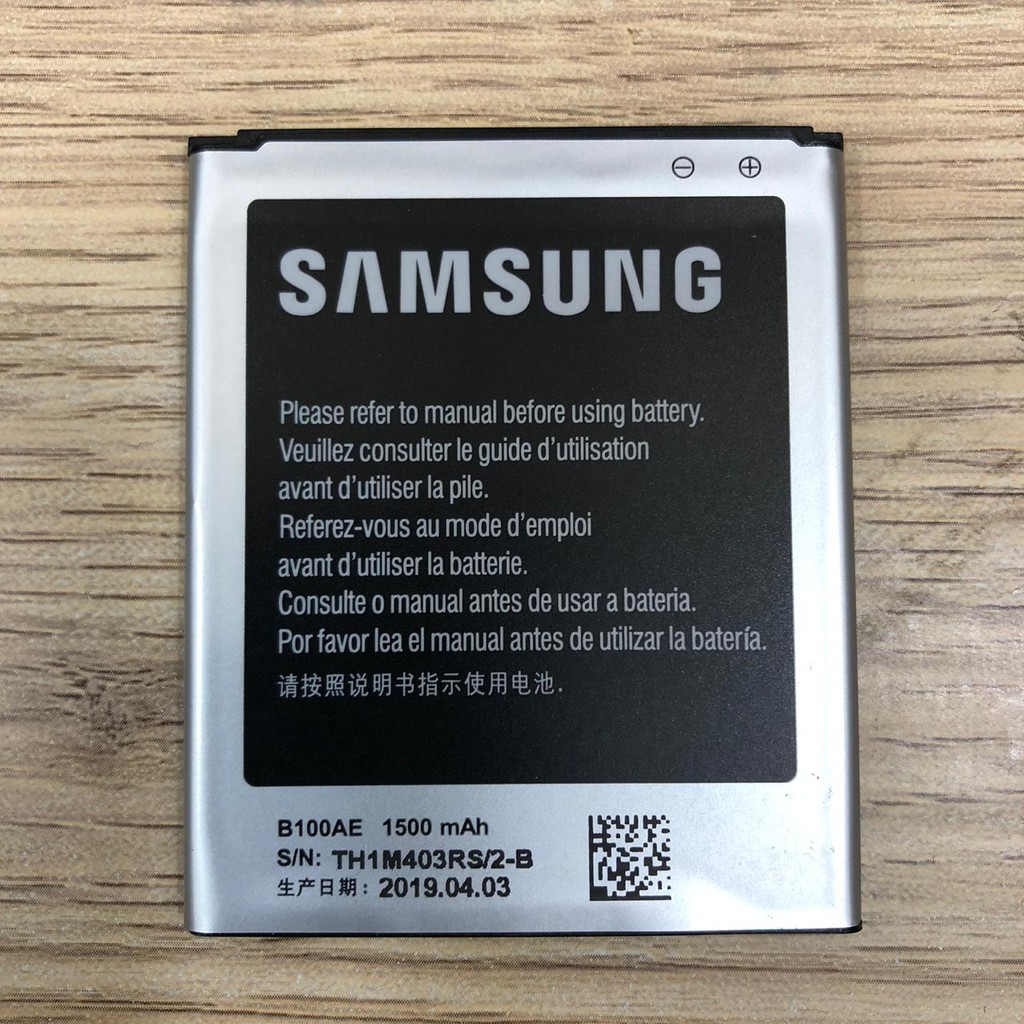 ⊖ ⊕
SAMSUNG
Please refer to manual before using battery.
Veuillez consulter le guide d'utilisation
avant d'utiliser la pile.
Referez-vous au mode d'emploi
avant d'utiliser la batterie.
Consulte o manual antes de usar a bateria.
Por favor lea el manual antes de utilizar la batería.
请按照说明书指示使用电池.
B100AE 1500 mAh
S/N: TH1M403RS/2-B
生产日期: 2019.04.03